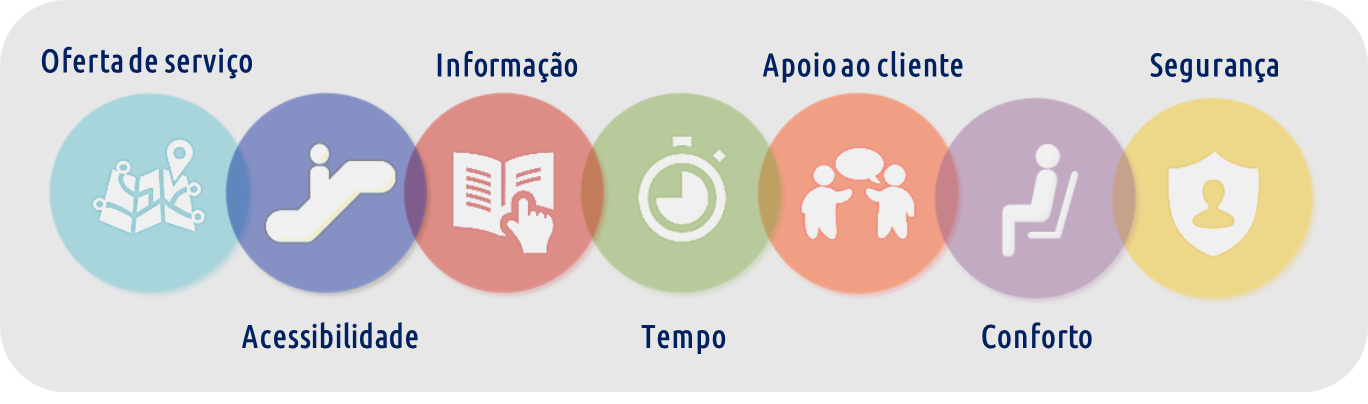 Oferta de serviço
Informação
Apoio ao cliente
Segurança
Acessibilidade
Tempo
Conforto